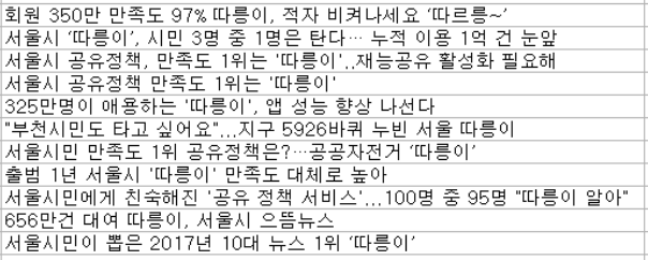 회원 350만 만족도 97% 따릉이, 적자 비켜나세요 ‘따르릉~’
서울시 ‘따릉이’, 시민 3명 중 1명은 탄다… 누적 이용 1억 건 눈앞
서울시 공유정책, 만족도 1위는 '따릉이'..재능공유 활성화 필요해
서울시 공유정책 만족도 1위는 '따릉이'
325만명이 애용하는 '따릉이', 앱 성능 향상 나선다
"부천시민도 타고 싶어요"...지구 5926바퀴 누빈 서울 따릉이
서울시민 만족도 1위 공유정책은?…공공자전거 ‘따릉이’
출범 1년 서울시 '따릉이' 만족도 대체로 높아
서울시민에게 친숙해진 '공유 정책 서비스'...100명 중 95명 "따릉이 알아"
656만건 대여 따릉이, 서울시 으뜸뉴스
서울시민이 뽑은 2017년 10대 뉴스 1위 ‘따릉이’